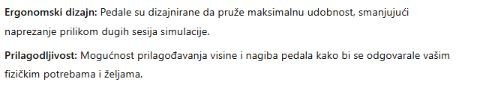 Ergonomski dizajn: Pedale su dizajnirane da pruže maksimalnu udobnost, smanjujući
naprezanje prilikom dugih sesija simulacije.
Prilagodljivost: Mogućnost prilagođavanja visine i nagiba pedala kako bi se odgovarale vašim
fizičkim potrebama i željama.